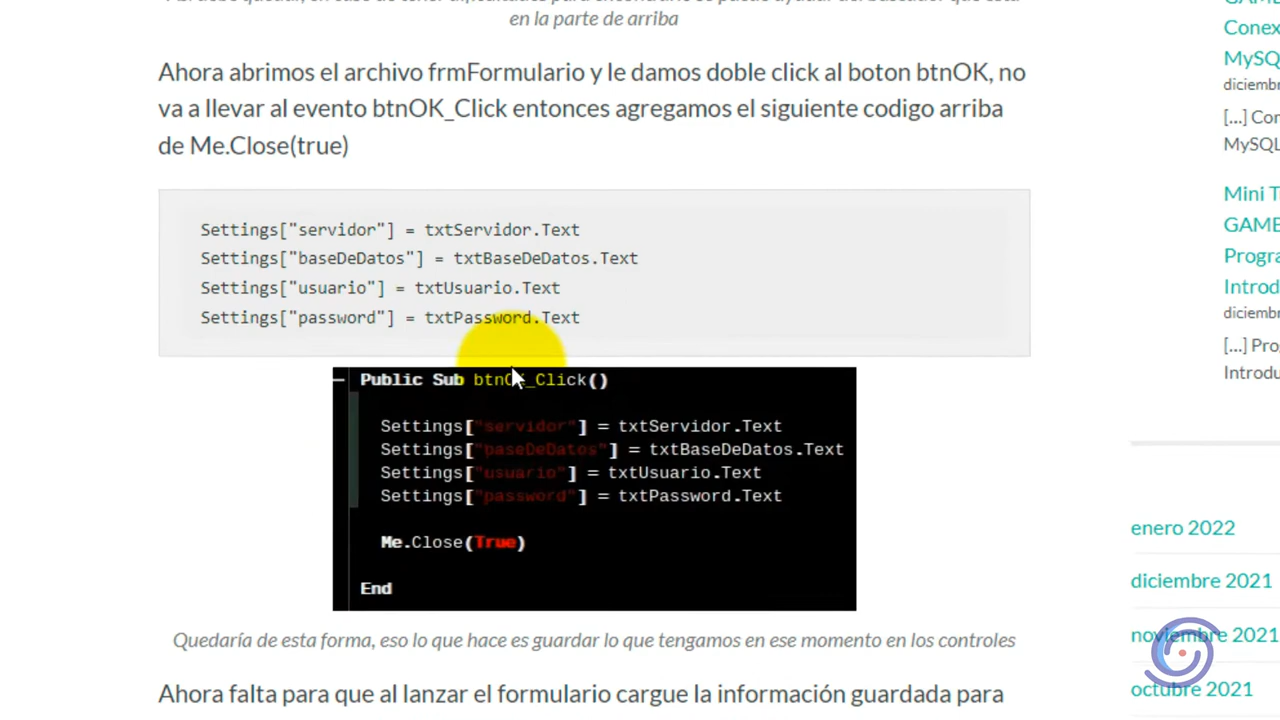 en la parte de arriba
Ahora abrimos el archivo frmFormulario y le damos doble click al boton btnOK, no
va a llevar al evento btnOK_Click entonces agregamos el siguiente codigo arriba
de Me.Close(true)
Settings["servidor"] = txtServidor.Text
Settings["baseDeDatos"] = txtBaseDeDatos.Text
Settings["usuario"] = txtUsuario.Text
Settings["password"] = txtPassword.Text
Public Sub btnOK_Click()
Settings["servidor"] = txtServidor.Text
Settings["baseDeDatos"] = txtBaseDeDatos.Text
Settings["usuario"] = txtUsuario.Text
Settings["password"] = txtPassword.Text
Me.Close(True)
End
Quedaría de esta forma, eso lo que hace es guardar lo que tengamos en ese momento en los controles
Ahora falta para que al lanzar el formulario cargue la información guardada para
Conex
MySQ
diciemb
[...] Con
MySQL
Mini T
GAME
Progra
Introd
diciemb
[...] Pro
Introdu
enero 2022
diciembre 2021
noviembre 2021
octubre 2021